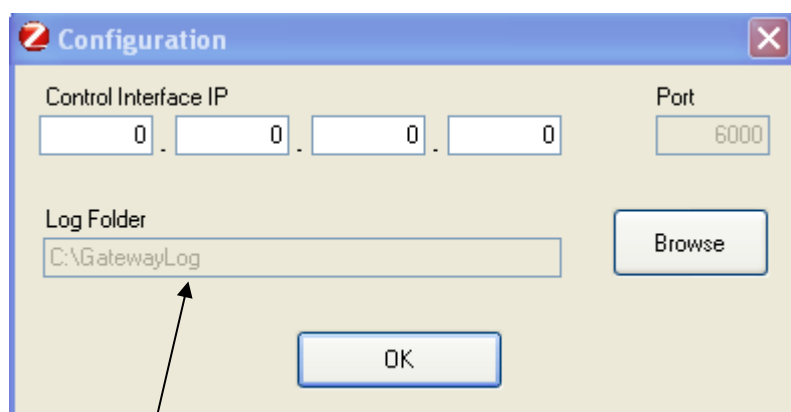 Configuration
Control Interface IP Port
0 . 0 . 0 . 0 6000
Log Folder
C:\GatewayLog Browse
OK